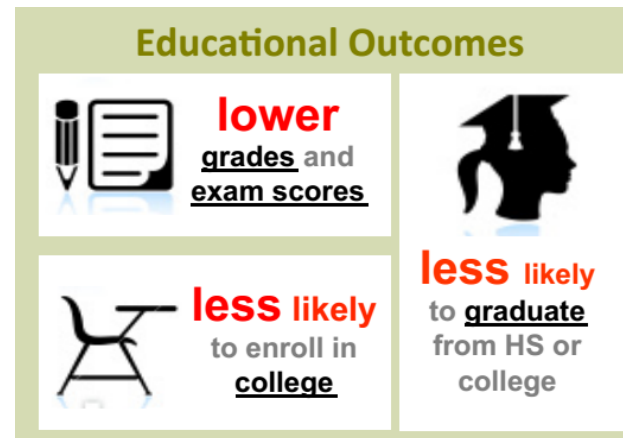 Educational Outcomes
lower
grades and
exam scores
less likely
to enroll in
college
less likely
to graduate
from HS or
college